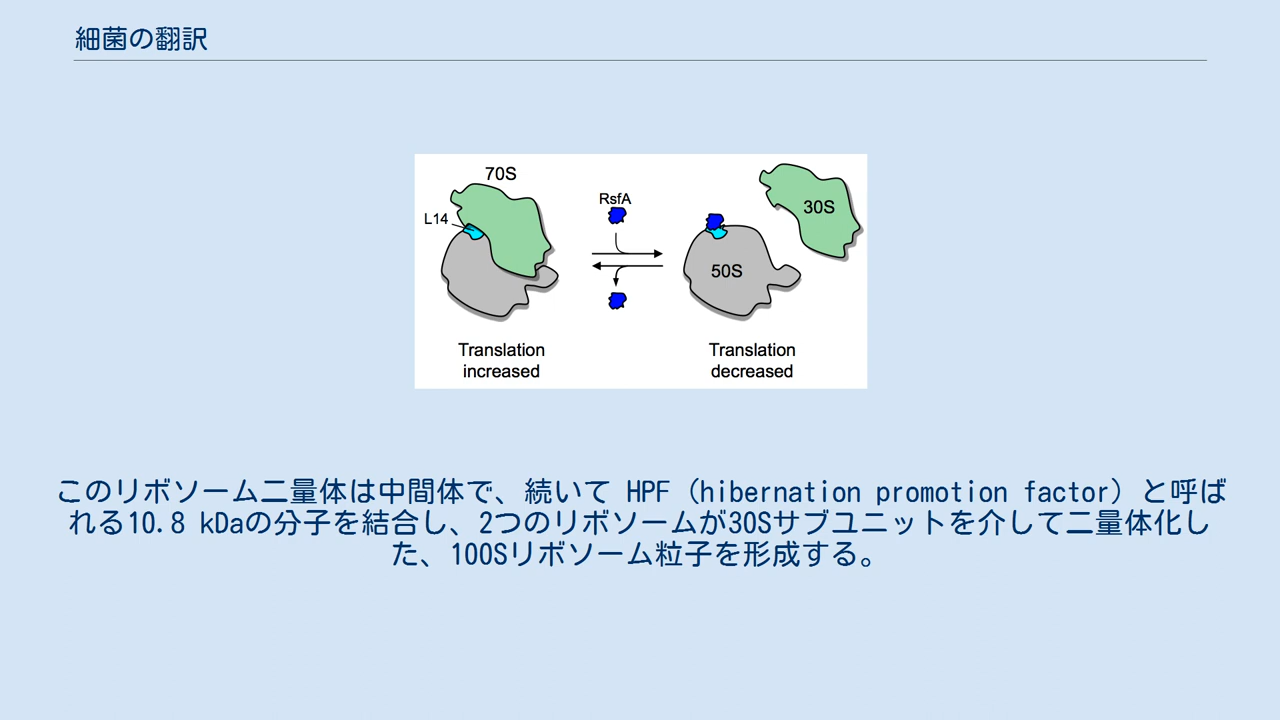 細菌の翻訳
70S
L14
RsfA
30S
50S
Translation
increased
Translation
decreased
このリボソーム二量体は中間体で、続いて HPF（hibernation promotion factor）と呼ば
れる10.8 kDaの分子を結合し、2つのリボソームが30Sサブユニットを介して二量体化し
た、100Sリボソーム粒子を形成する。